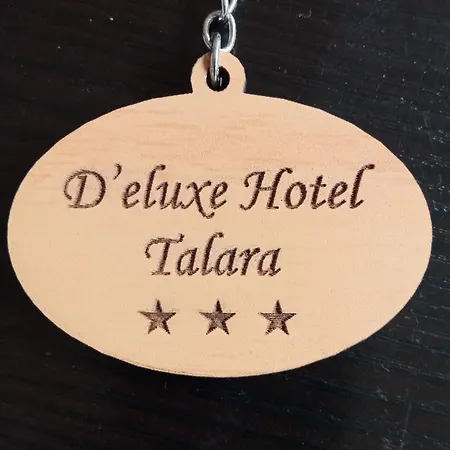 D'eluxe Hotel
Talara
★ ★ ★